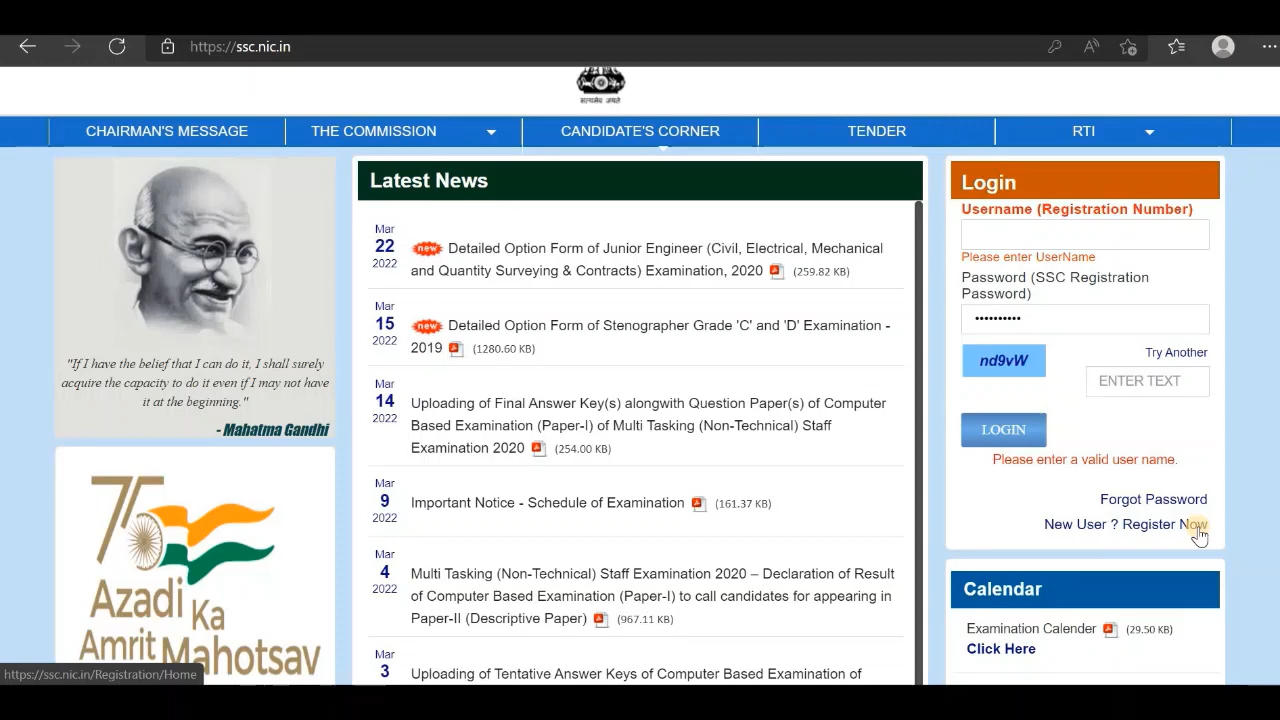 https://ssc.nic.in
सत्यमेव जयते
CHAIRMAN'S MESSAGE
THE COMMISSION
CANDIDATE'S CORNER
TENDER
RTI
"If I have the belief that I can do it, I shall surely
acquire the capacity to do it even if I may not have
it at the beginning."
- Mahatma Gandhi
75
Azadi
Ka
Amrit
Mahotsav
https://ssc.nic.in/Registration/Home
Latest News
Mar
22
2022
new Detailed Option Form of Junior Engineer (Civil, Electrical, Mechanical
and Quantity Surveying & Contracts) Examination, 2020 (259.82 KB)
Mar
15
2022
new Detailed Option Form of Stenographer Grade 'C' and 'D' Examination -
2019 (1280.60 KB)
Mar
14
2022
Uploading of Final Answer Key(s) alongwith Question Paper(s) of Computer
Based Examination (Paper-I) of Multi Tasking (Non-Technical) Staff
Examination 2020 (254.00 KB)
Mar
9
2022
Important Notice - Schedule of Examination (161.37 KB)
Mar
4
2022
Multi Tasking (Non-Technical) Staff Examination 2020 – Declaration of Result
of Computer Based Examination (Paper-I) to call candidates for appearing in
Paper-II (Descriptive Paper) (967.11 KB)
Mar
3
Uploading of Tentative Answer Keys of Computer Based Examination of
Login
Username (Registration Number)
Please enter UserName
Password (SSC Registration
Password)
••••••••••
nd9vW
Try Another
ENTER TEXT
LOGIN
Please enter a valid user name.
Forgot Password
New User ? Register Now
Calendar
Examination Calender (29.50 KB)
Click Here